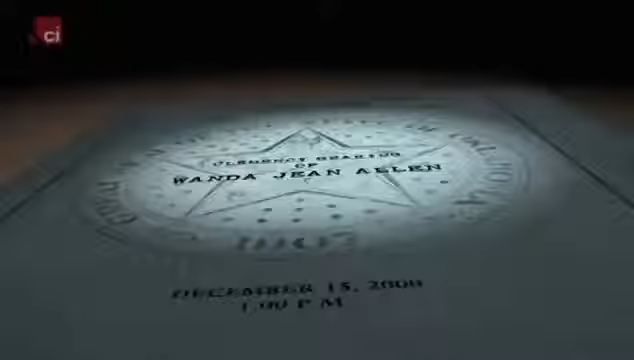 ci
CLEMENCY HEARING
OF
WANDA JEAN ALLEN
DECEMBER 15, 2000
1:00 P M